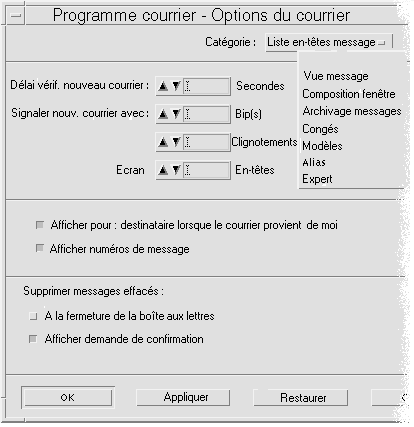 Programme courrier - Options du courrier
Catégorie : Liste en-têtes message
Vue message
Composition fenêtre
Archivage messages
Congés
Modèles
Alias
Expert
Délai vérif. nouveau courrier : Secondes
Signaler nouv. courrier avec : Bip(s)
Clignotements
Ecran En-têtes
Afficher pour : destinataire lorsque le courrier provient de moi
Afficher numéros de message
Supprimer messages effacés :
A la fermeture de la boîte aux lettres
Afficher demande de confirmation
OK Appliquer Restaurer